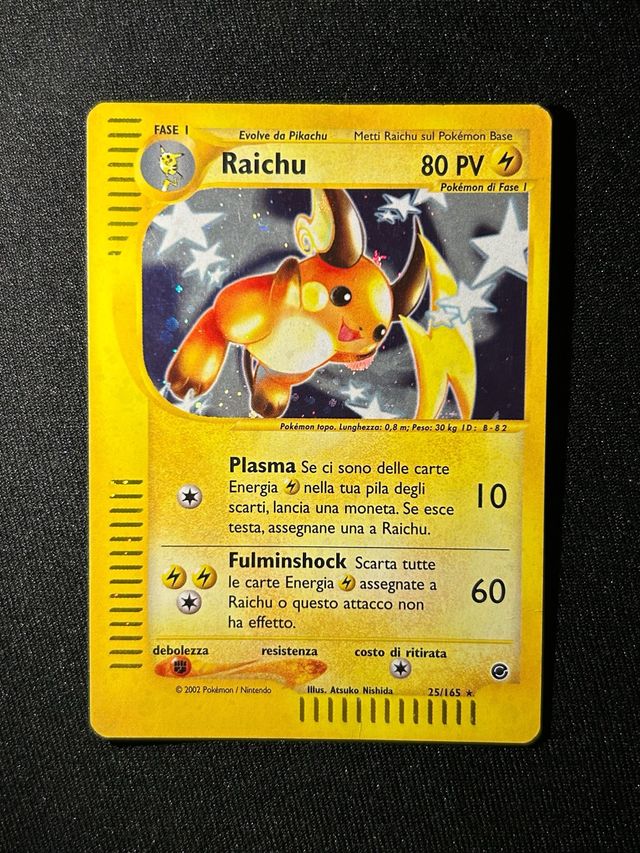 FASE I
Evolve da Pikachu
Metti Raichu sul Pokémon Base
Raichu
80 PV
Pokémon di Fase I
Pokémon topo. Lunghezza: 0,8 m; Peso: 30 kg ID: B-82
Plasma Se ci sono delle carte
Energia nella tua pila degli
scarti, lancia una moneta. Se esce
testa, assegnane una a Raichu.
10
Fulminshock Scarta tutte
le carte Energia assegnate a
Raichu o questo attacco non
ha effetto.
60
debolezza
resistenza
costo di ritirata
© 2002 Pokémon / Nintendo
Illus. Atsuko Nishida
25/165